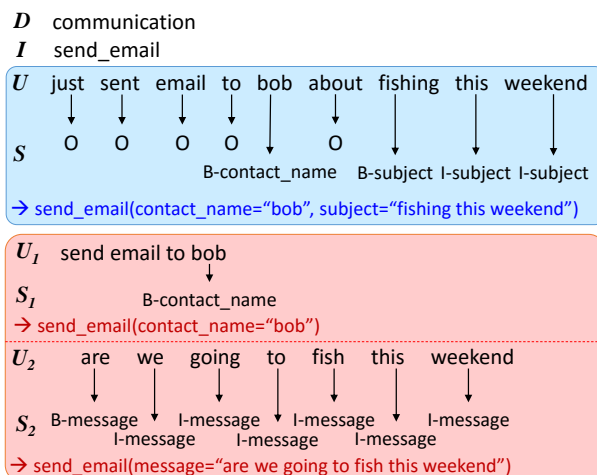 D communication
I send_email
U just sent email to bob about fishing this weekend
S O O O O O
B-contact_name B-subject I-subject I-subject
→ send_email(contact_name=“bob”, subject=“fishing this weekend”)
U1 send email to bob
S1 B-contact_name
→ send_email(contact_name=“bob”)
U2 are we going to fish this weekend
S2 B-message I-message I-message I-message
I-message I-message I-message
→ send_email(message=“are we going to fish this weekend”)